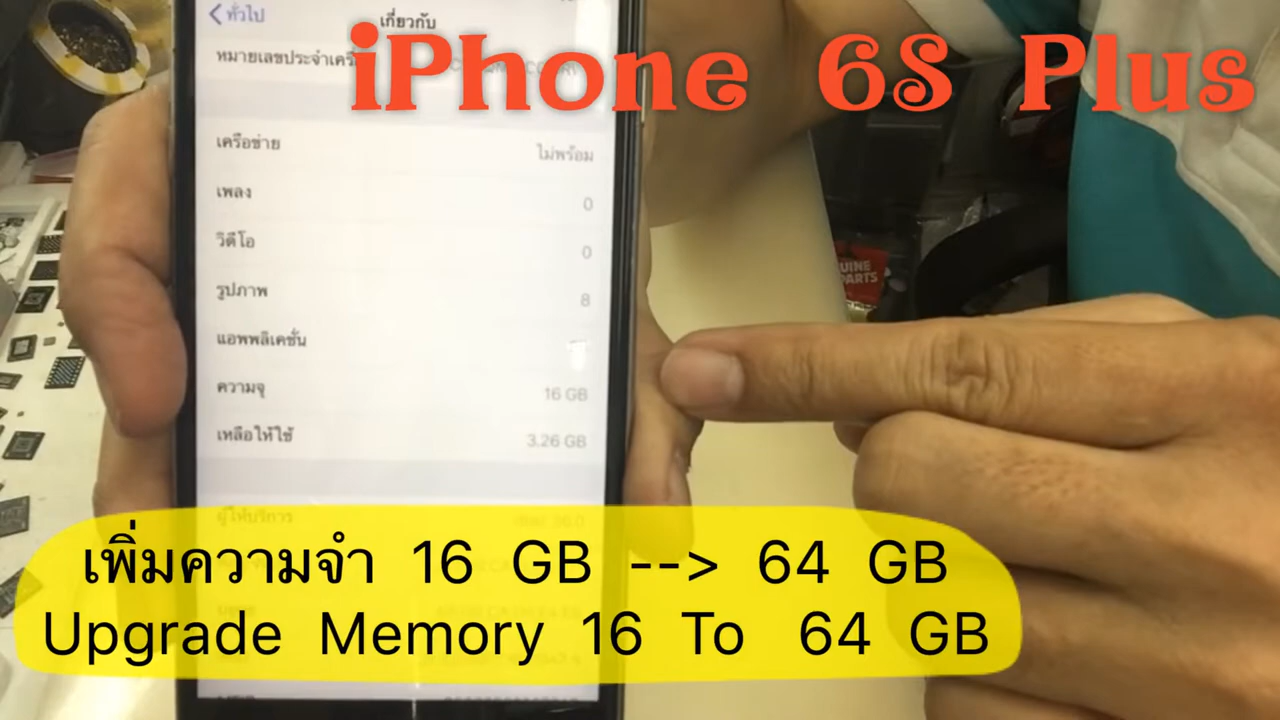 ทั่วไป
เกี่ยวกับ
iPhone 6S Plus
หมายเลขประจำเครื่อง
เครือข่าย ไม่พร้อม
เพลง 0
วิดีโอ 0
รูปภาพ 8
แอพพลิเคชั่น
ความจุ 16 GB
เหลือให้ใช้ 3.26 GB
ผู้ให้บริการ
เพิ่มความจำ 16 GB --> 64 GB
Upgrade Memory 16 To 64 GB
UINE
PARTS